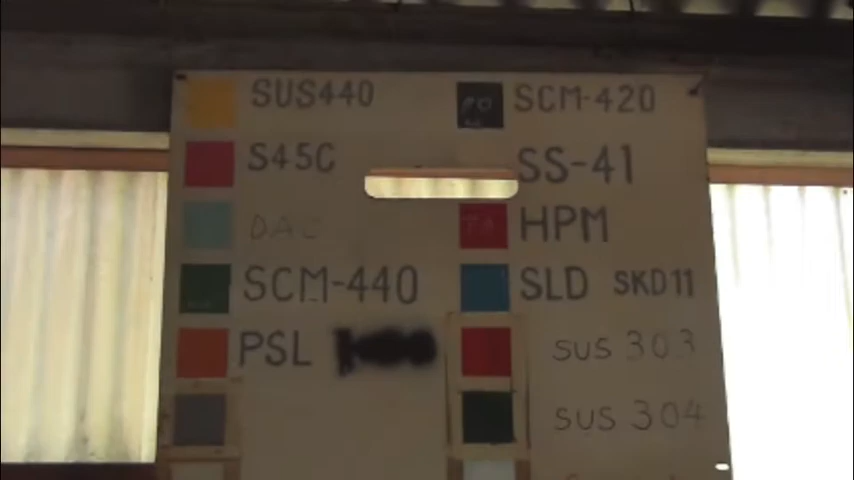 SUS440
SCM-420
S45C
SS-41
HPM
SCM-440
SLD SKD11
PSL
SUS 303
SUS 304